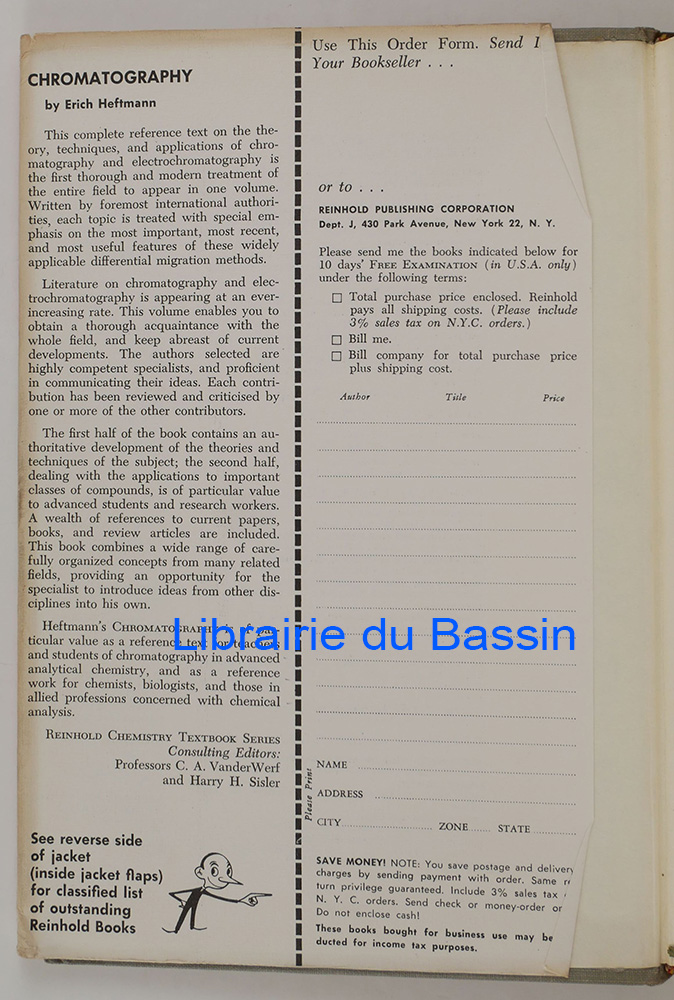 CHROMATOGRAPHY
by Erich Heftmann
This complete reference text on the the-
ory, techniques, and applications of chro-
matography and electrochromatography is
the first thorough and modern treatment of
the entire field to appear in one volume.
Written by foremost international authori-
ties, each topic is treated with special em-
phasis on the most important, most recent,
and most useful features of these widely
applicable differential migration methods.
Literature on chromatography and elec-
trochromatography is appearing at an ever-
increasing rate. This volume enables you to
obtain a thorough acquaintance with the
whole field, and keep abreast of current
developments. The authors selected are
highly competent specialists, and proficient
in communicating their ideas. Each contri-
bution has been reviewed and criticised by
one or more of the other contributors.
The first half of the book contains an au-
thoritative development of the theories and
techniques of the subject; the second half,
dealing with the applications to important
classes of compounds, is of particular value
to advanced students and research workers.
A wealth of references to current papers,
books, and review articles are included.
This book combines a wide range of care-
fully organized concepts from many related
fields, providing an opportunity for the
specialist to introduce ideas from other dis-
ciplines into his own.
Heftmann's CHROMATOGRAPHY is of par-
ticular value as a reference text for teachers
and students of chromatography in advanced
analytical chemistry, and as a reference
work for chemists, biologists, and those in
allied professions concerned with chemical
analysis.
REINHOLD CHEMISTRY TEXTBOOK SERIES
Consulting Editors:
Professors C. A. VanderWerf
and Harry H. Sisler
See reverse side
of jacket
(inside jacket flaps)
for classified list
of outstanding
Reinhold Books
Use This Order Form. Send I
Your Bookseller . . .
or to . . .
REINHOLD PUBLISHING CORPORATION
Dept. J, 430 Park Avenue, New York 22, N. Y.
Please send me the books indicated below for
10 days' FREE EXAMINATION (in U.S.A. only)
under the following terms:
Total purchase price enclosed. Reinhold
pays all shipping costs. (Please include
3% sales tax on N.Y.C. orders.)
Bill me.
Bill company for total purchase price
plus shipping cost.
Author Title Price
Librairie du Bassin
Please Print
NAME
ADDRESS
CITY ZONE STATE
SAVE MONEY! NOTE: You save postage and delivery
charges by sending payment with order. Same re
turn privilege guaranteed. Include 3% sales tax
N. Y. C. orders. Send check or money-order or
Do not enclose cash!
These books bought for business use may be
ducted for income tax purposes.